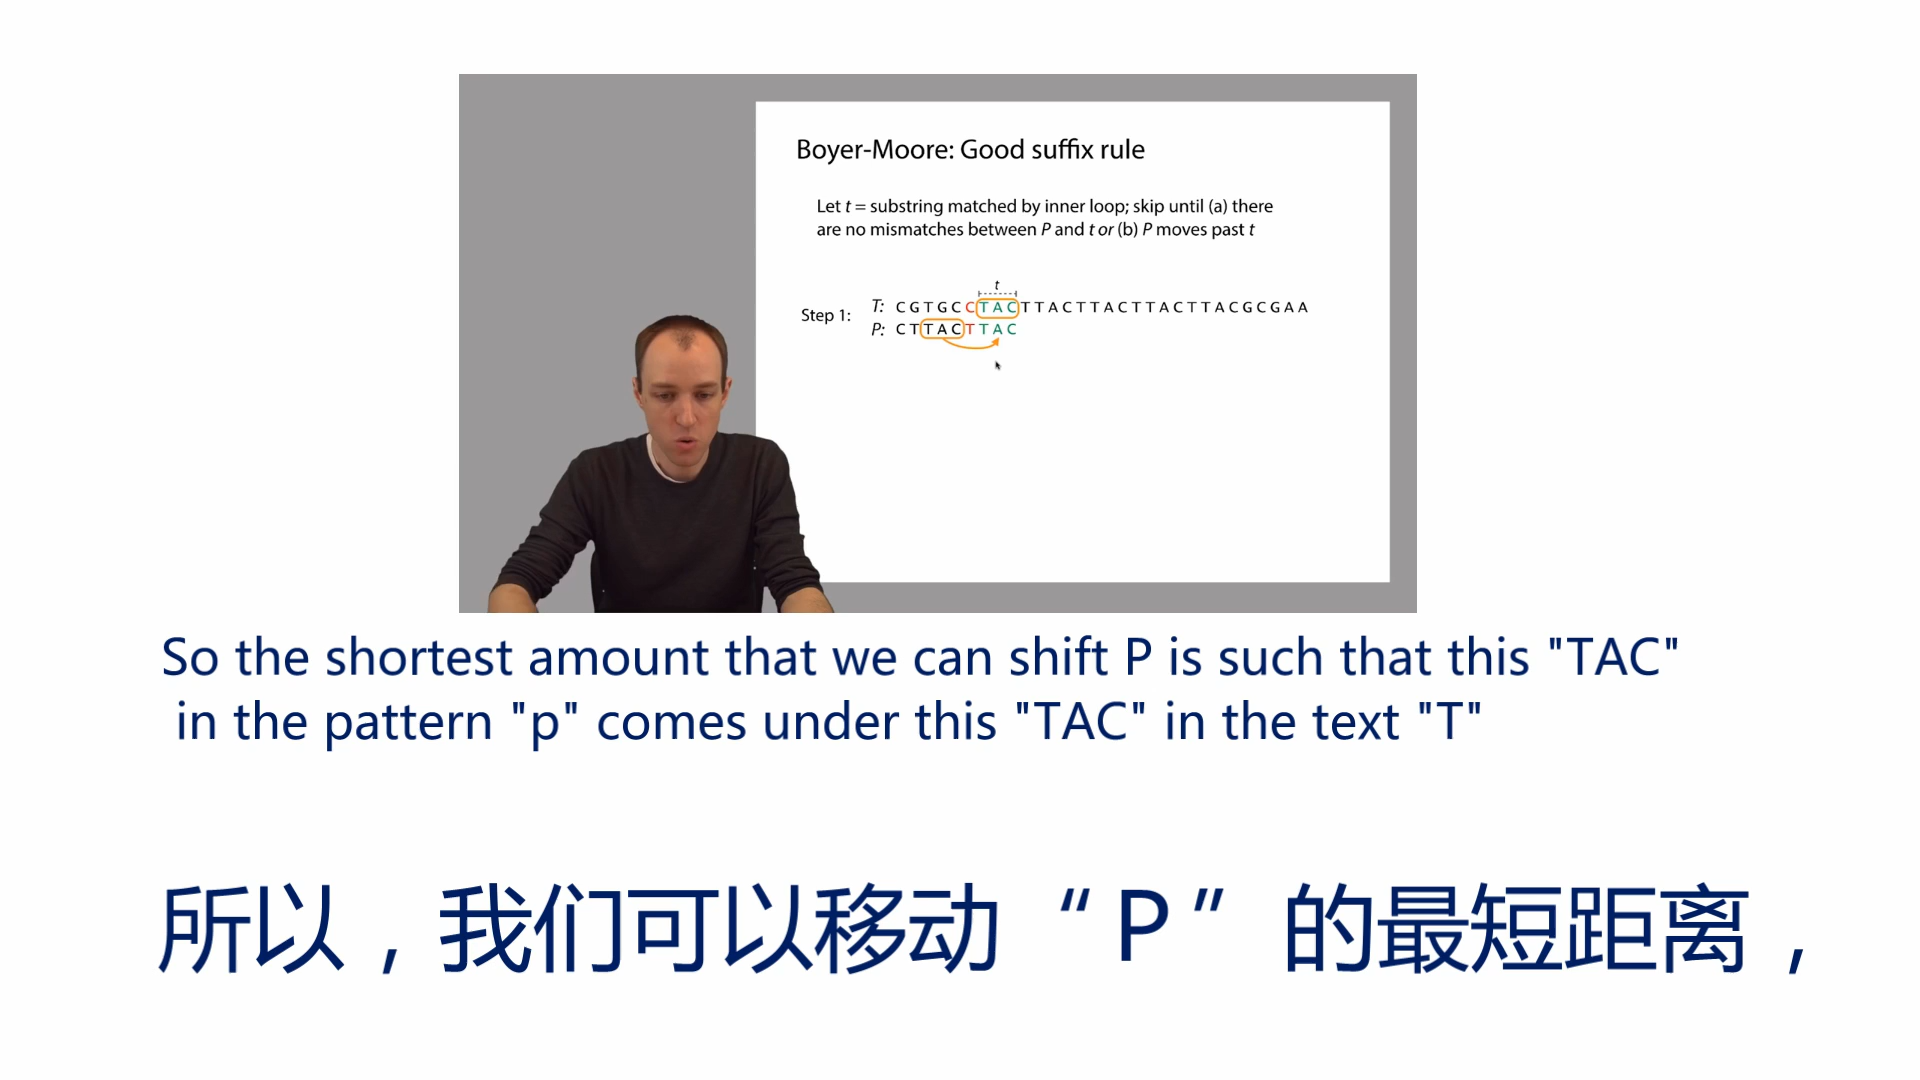 Boyer-Moore: Good suffix rule
Let t = substring matched by inner loop; skip until (a) there
are no mismatches between P and t or (b) P moves past t
t
Step 1:
T: CGTGCCTACTTACTTACTTACTTACGCGAA
P: CTTACTTAC
So the shortest amount that we can shift P is such that this "TAC"
in the pattern "p" comes under this "TAC" in the text "T"
所以，我们可以移动“P”的最短距离，